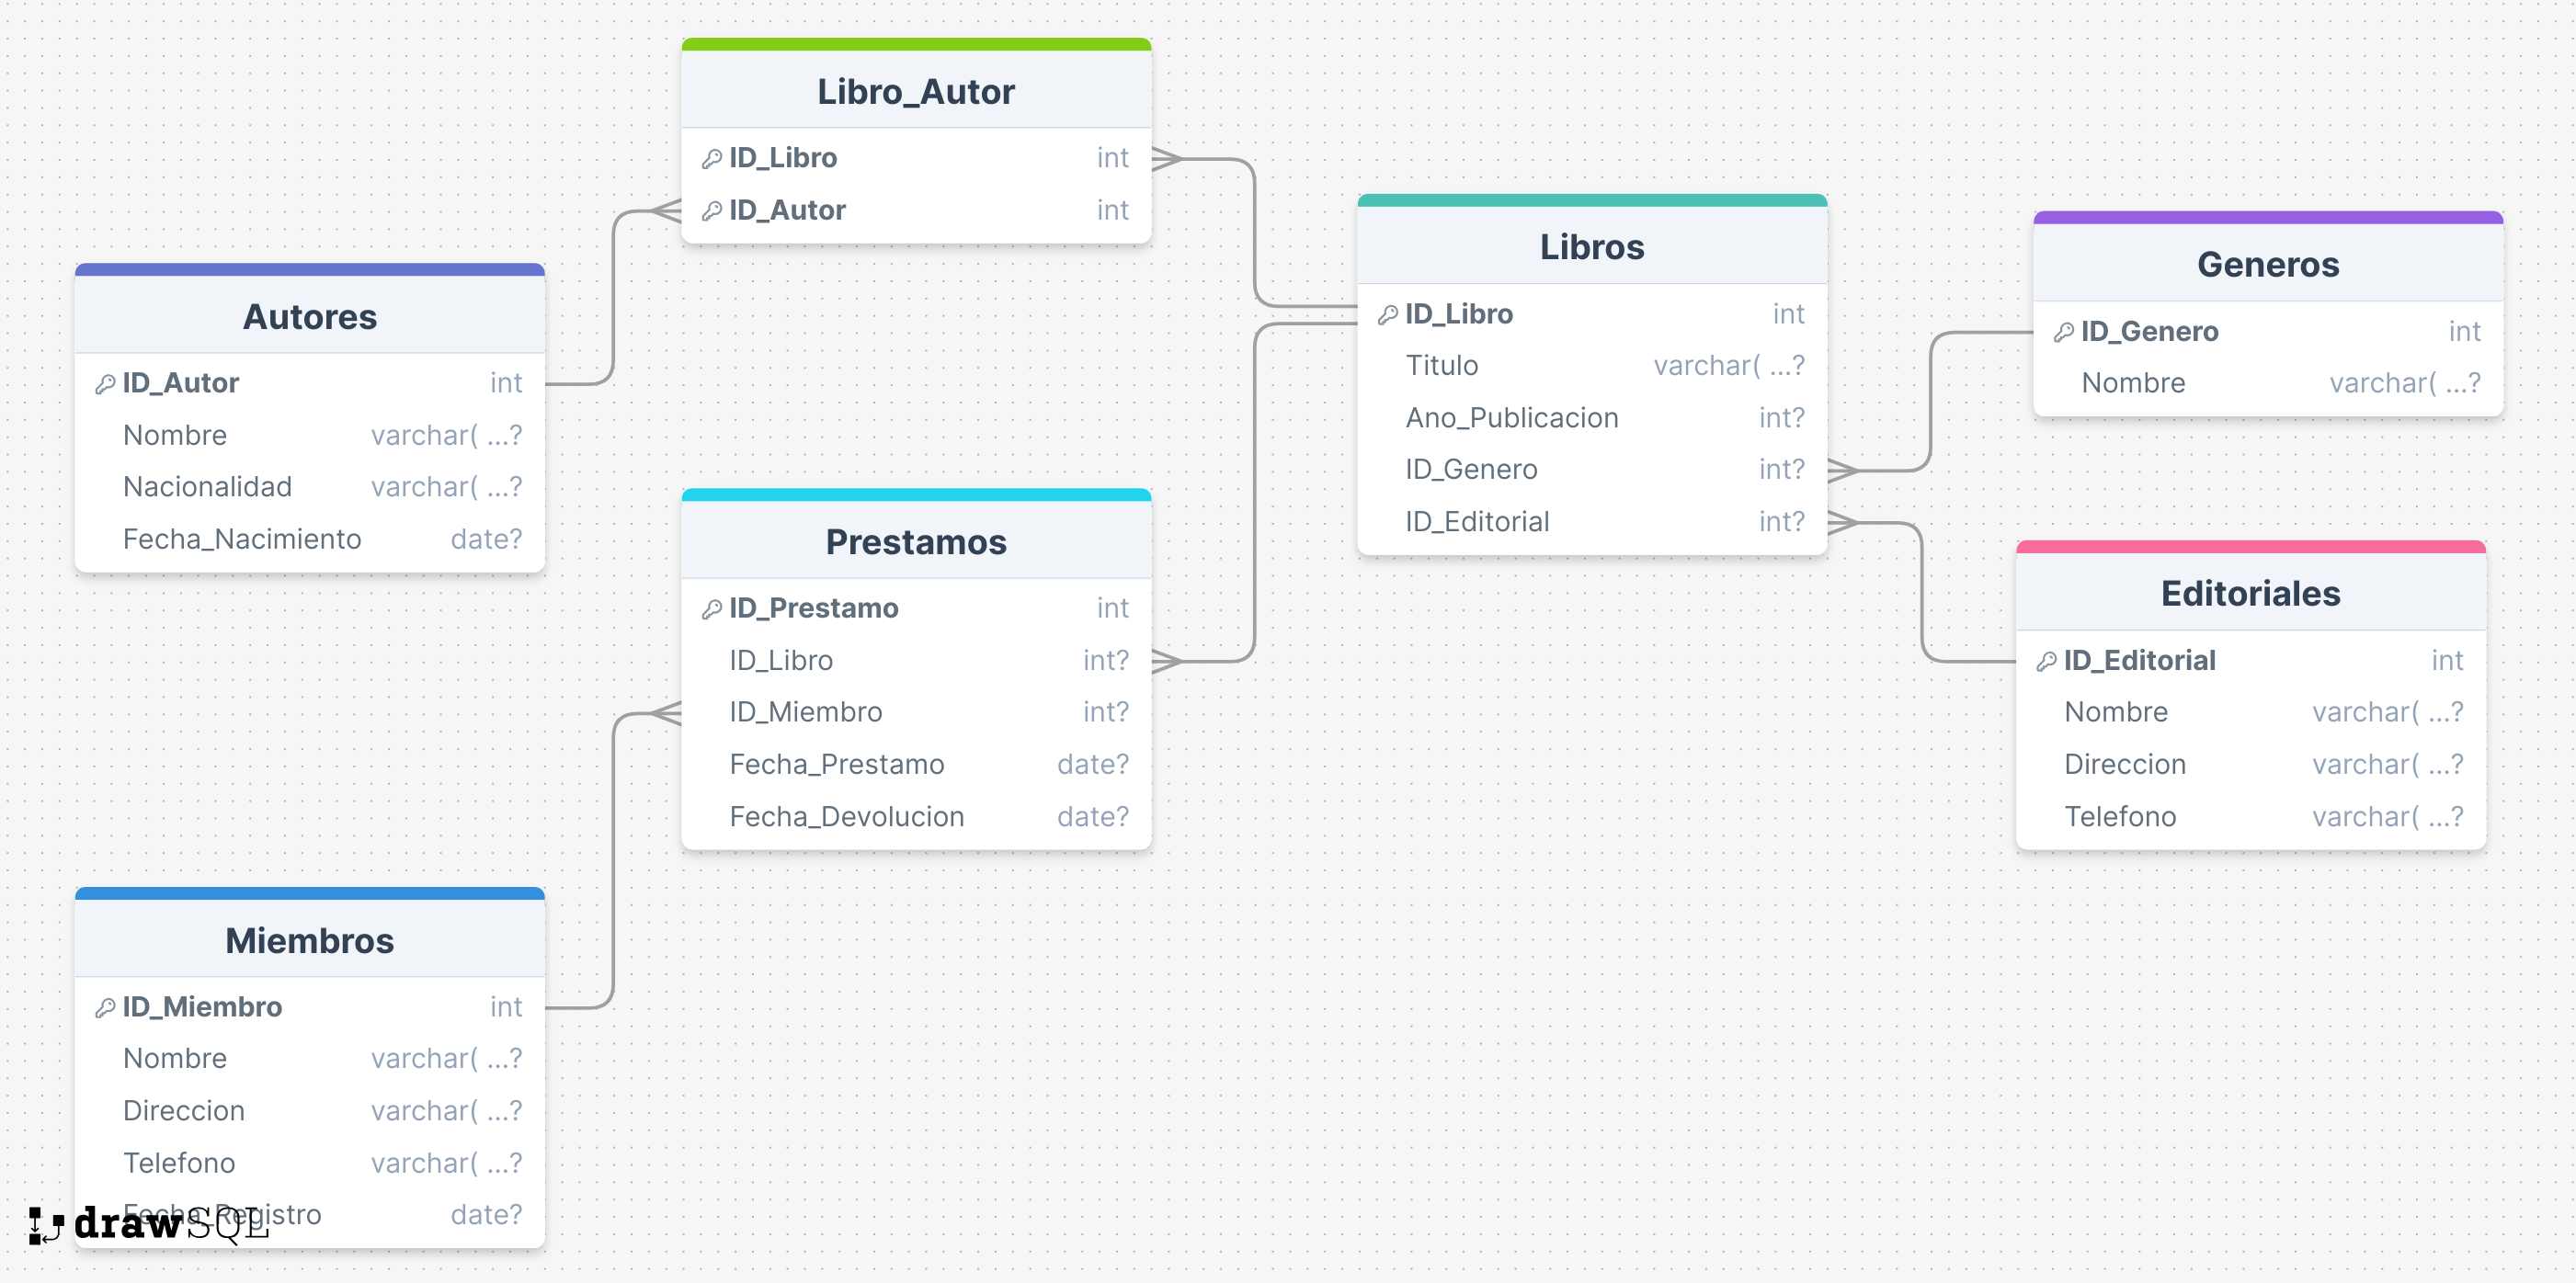 Libro_Autor
ID_Libro int
ID_Autor int
Autores
ID_Autor int
Nombre varchar( ...?
Nacionalidad varchar( ...?
Fecha_Nacimiento date?
Prestamos
ID_Prestamo int
ID_Libro int?
ID_Miembro int?
Fecha_Prestamo date?
Fecha_Devolucion date?
Miembros
ID_Miembro int
Nombre varchar( ...?
Direccion varchar( ...?
Telefono varchar( ...?
Fecha_Registro date?
drawSQL
Libros
ID_Libro int
Titulo varchar( ...?
Ano_Publicacion int?
ID_Genero int?
ID_Editorial int?
Generos
ID_Genero int
Nombre varchar( ...?
Editoriales
ID_Editorial int
Nombre varchar( ...?
Direccion varchar( ...?
Telefono varchar( ...?